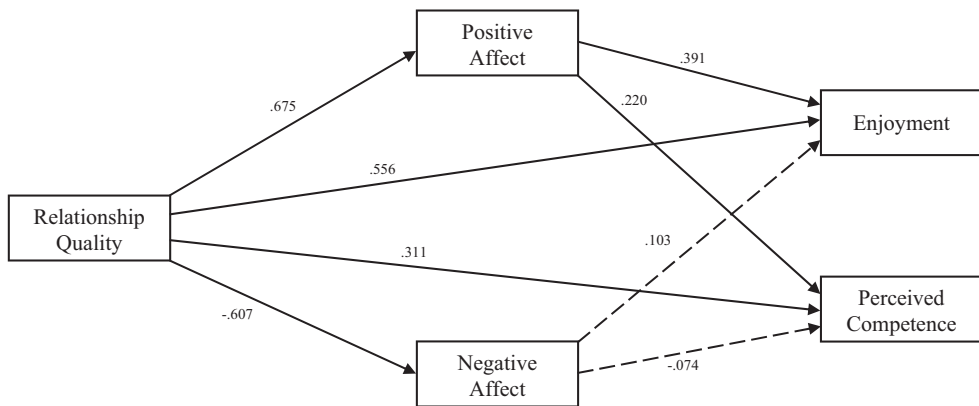 Positive
Affect
.391
.675
.220
Enjoyment
.556
Relationship
Quality
.311
.103
-.607
Perceived
Competence
Negative
Affect
-.074